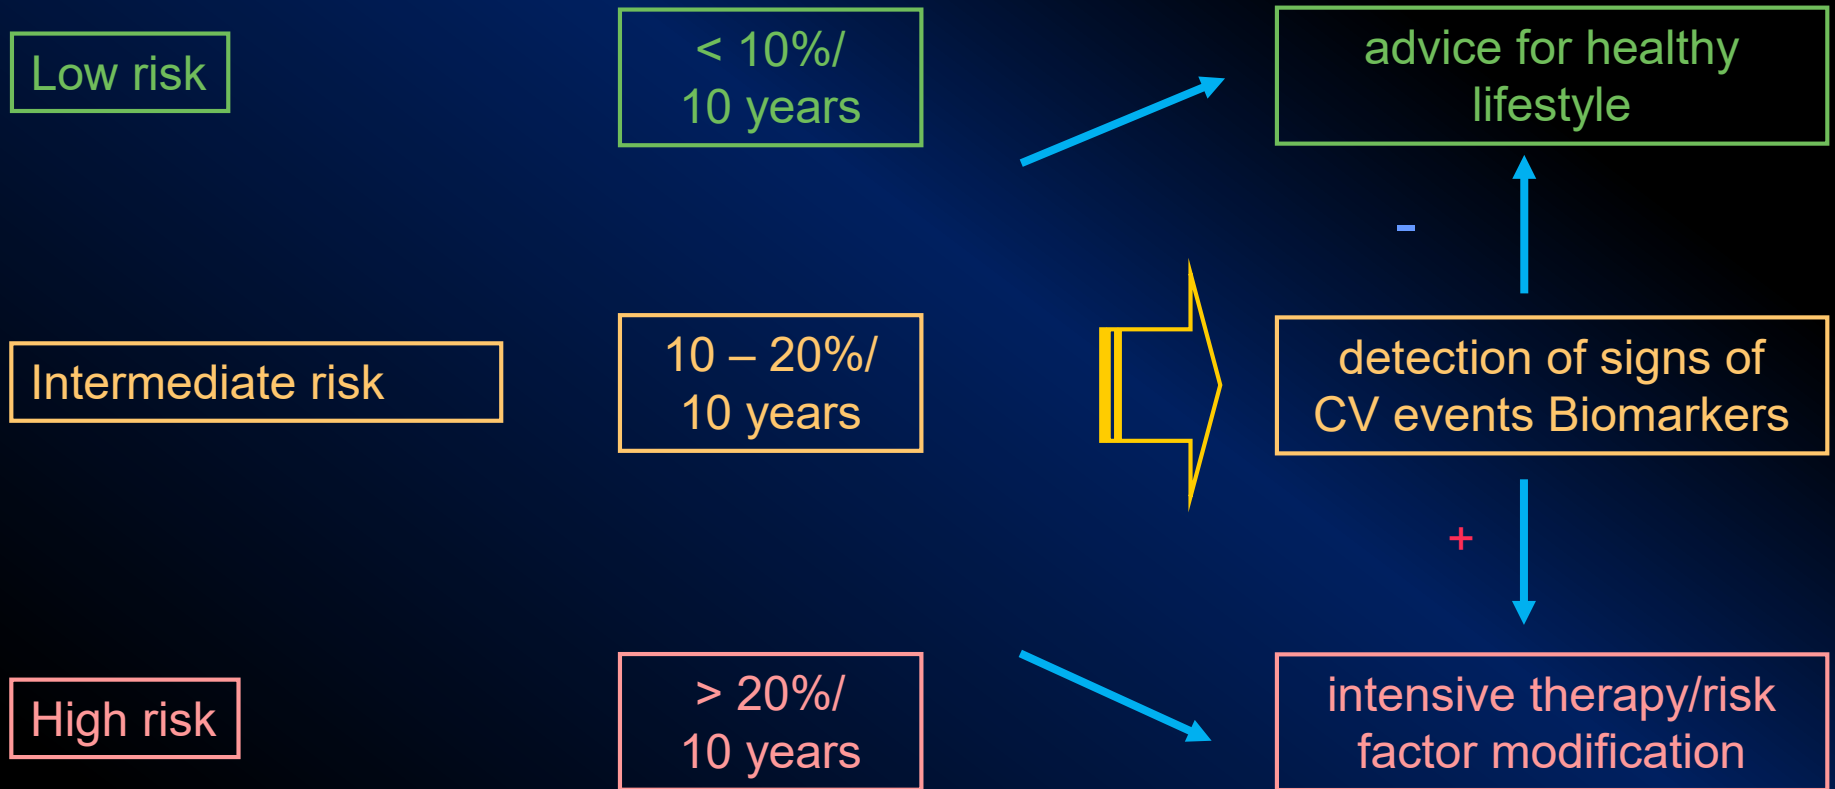 Low risk
< 10%/
10 years
advice for healthy
lifestyle
-
Intermediate risk
10 – 20%/
10 years
detection of signs of
CV events Biomarkers
+
High risk
> 20%/
10 years
intensive therapy/risk
factor modification